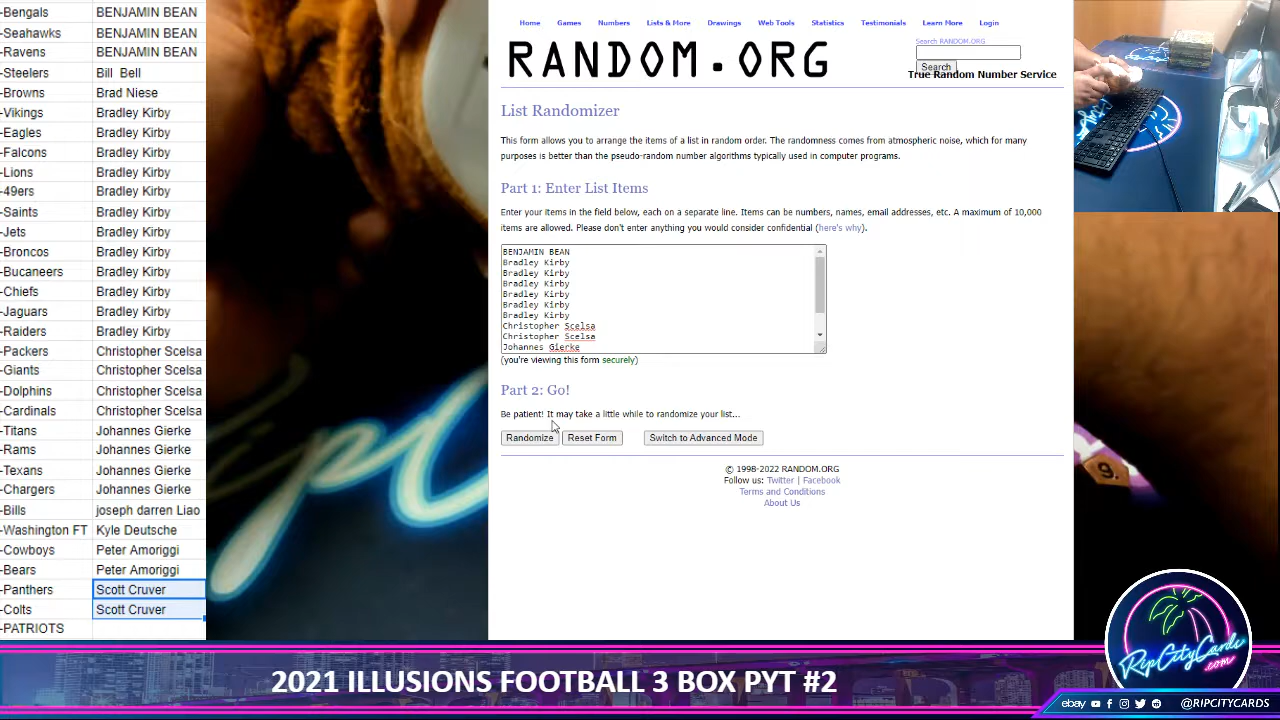 -Bengals BENJAMIN BEAN
-Seahawks BENJAMIN BEAN
-Ravens BENJAMIN BEAN
-Steelers Bill Bell
-Browns Brad Niese
-Vikings Bradley Kirby
-Eagles Bradley Kirby
-Falcons Bradley Kirby
-Lions Bradley Kirby
-49ers Bradley Kirby
-Saints Bradley Kirby
-Jets Bradley Kirby
-Broncos Bradley Kirby
-Bucaneers Bradley Kirby
-Chiefs Bradley Kirby
-Jaguars Bradley Kirby
-Raiders Bradley Kirby
-Packers Christopher Scelsa
-Giants Christopher Scelsa
-Dolphins Christopher Scelsa
-Cardinals Christopher Scelsa
-Titans Johannes Gierke
-Rams Johannes Gierke
-Texans Johannes Gierke
-Chargers Johannes Gierke
-Bills joseph darren Liao
-Washington FT Kyle Deutsche
-Cowboys Peter Amoriggi
-Bears Peter Amoriggi
-Panthers Scott Cruver
-Colts Scott Cruver
-PATRIOTS
Home Games Numbers Lists & More Drawings Web Tools Statistics Testimonials Learn More Login
RANDOM.ORG
Search RANDOM.ORG
Search
True Random Number Service
List Randomizer
This form allows you to arrange the items of a list in random order. The randomness comes from atmospheric noise, which for many
purposes is better than the pseudo-random number algorithms typically used in computer programs.
Part 1: Enter List Items
Enter your items in the field below, each on a separate line. Items can be numbers, names, email addresses, etc. A maximum of 10,000
items are allowed. Please don't enter anything you would consider confidential (here's why).
BENJAMIN BEAN
Bradley Kirby
Bradley Kirby
Bradley Kirby
Bradley Kirby
Bradley Kirby
Bradley Kirby
Christopher Scelsa
Christopher Scelsa
Johannes Gierke
(you're viewing this form securely)
Part 2: Go!
Be patient! It may take a little while to randomize your list...
Randomize Reset Form Switch to Advanced Mode
© 1998-2022 RANDOM.ORG
Follow us: Twitter | Facebook
Terms and Conditions
About Us
9.
RipCityCards
.com
2021 ILLUSIONS FOOTBALL 3 BOX PYT #2
ebay @RIPCITYCARDS